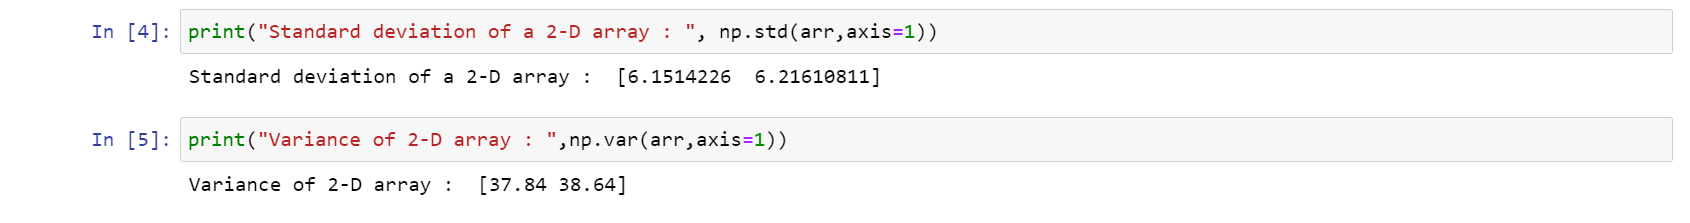 In [4]: print("Standard deviation of a 2-D array : ", np.std(arr,axis=1))
Standard deviation of a 2-D array :  [6.1514226  6.21610811]
In [5]: print("Variance of 2-D array : ",np.var(arr,axis=1))
Variance of 2-D array :  [37.84 38.64]